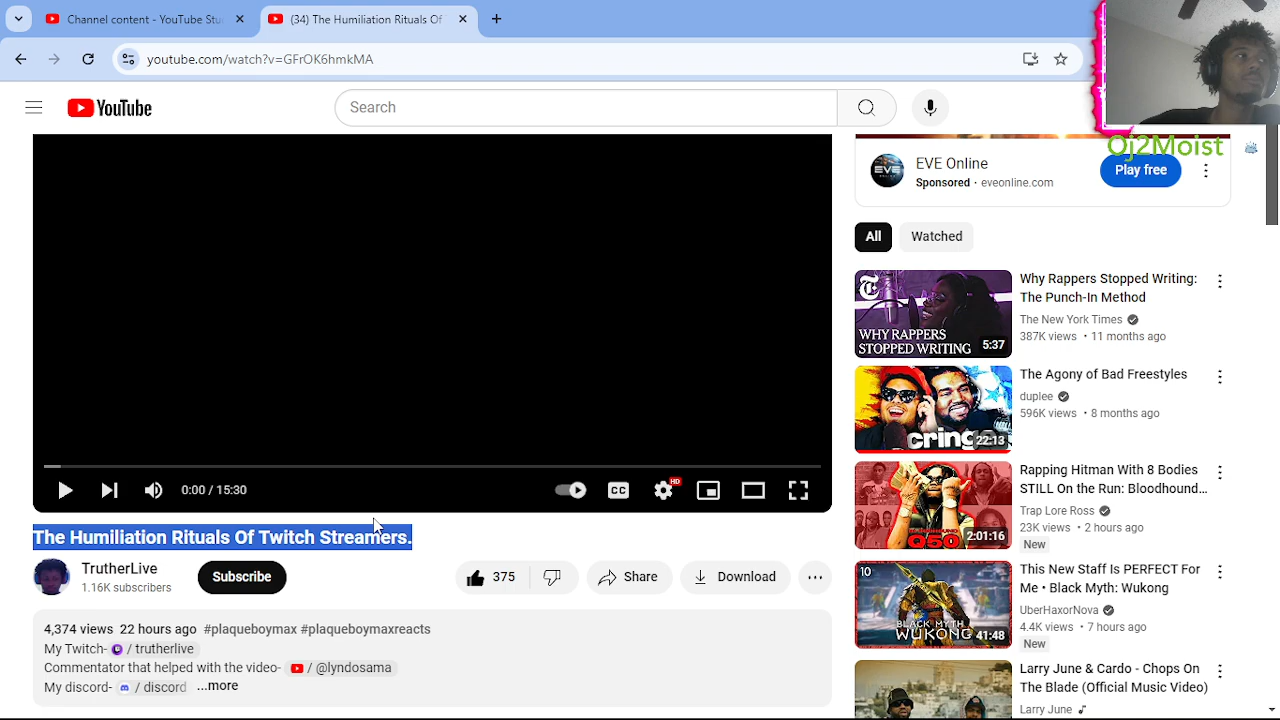 Channel content - YouTube Stu
(34) The Humiliation Rituals Of
youtube.com/watch?v=GFrOK6hmkMA
YouTube
Search
Oj2Moist
EVE
EVE Online
Sponsored · eveonline.com
Play free
All
Watched
WHY RAPPERS
STOPPED WRITING
5:37
Why Rappers Stopped Writing:
The Punch-In Method
The New York Times
387K views • 11 months ago
cringe
22:13
The Agony of Bad Freestyles
duplee
596K views • 8 months ago
Q50
2:01:16
Rapping Hitman With 8 Bodies
STILL On the Run: Bloodhound...
Trap Lore Ross
23K views • 2 hours ago
New
10
BLACK MYTH
WUKONG
41:48
This New Staff IS PERFECT For
Me • Black Myth: Wukong
UberHaxorNova
4.4K views • 7 hours ago
New
Larry June & Cardo - Chops On
The Blade (Official Music Video)
Larry June
0:00 / 15:30
CC
HD
The Humiliation Rituals Of Twitch Streamers.
TrutherLive
1.16K subscribers
Subscribe
375
Share
Download
4,374 views 22 hours ago #plaqueboymax #plaqueboymaxreacts
My Twitch- / trutherlive
Commentator that helped with the video- / @lyndosama
My discord- / discord ...more